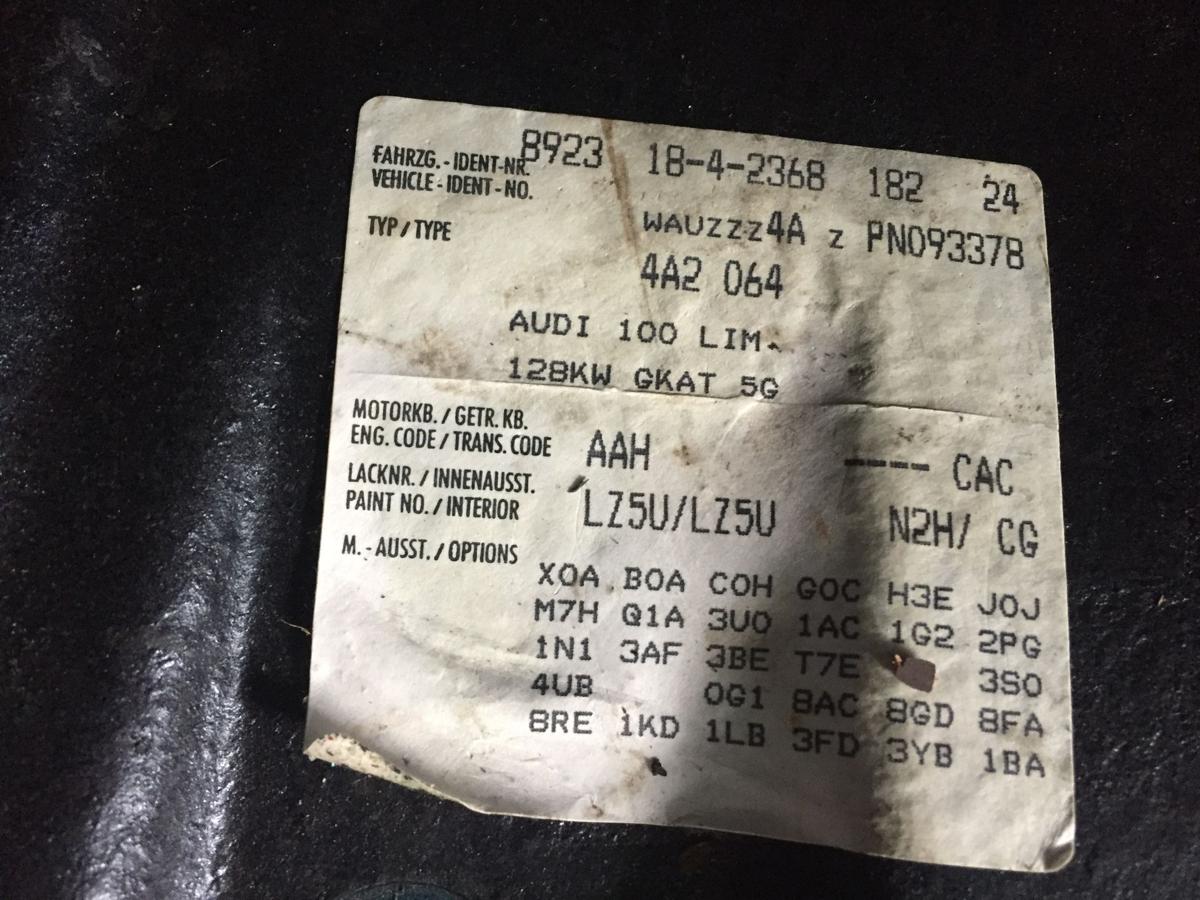 FAHRZG. - IDENT-NR. 8923 18-4-2368 182 24
VEHICLE - IDENT - NO. WAUZZZ4A Z PN093378
TYP / TYPE 4A2 064
AUDI 100 LIM.
128KW GKAT 5G
MOTORKB. / GETR. KB.
ENG. CODE / TRANS. CODE AAH ---- CAC
LACKNR. / INNENAUSST.
PAINT NO. / INTERIOR LZ5U/LZ5U N2H/ CG
M. - AUSST. / OPTIONS
X0A B0A C0H G0C H3E J0J
M7H Q1A 3U0 1AC 1G2 2PG
1N1 3AF 3BE T7E 3S0
4UB 0G1 8AC 8GD 8FA
8RE 1KD 1LB 3FD 3YB 1BA